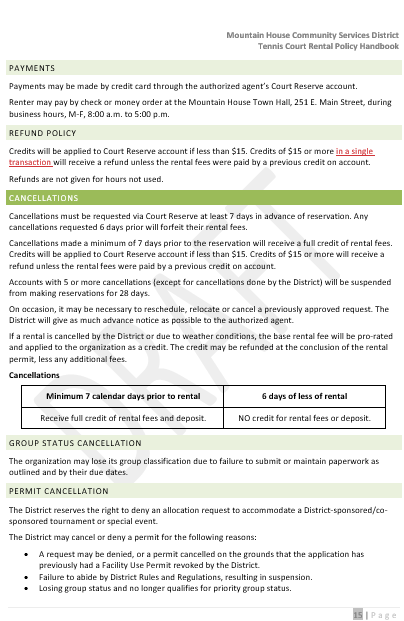 Mountain House Community Services District
Tennis Court Rental Policy Handbook
PAYMENTS
Payments may be made by credit card through the authorized agent's Court Reserve account.
Renter may pay by check or money order at the Mountain House Town Hall, 251 E. Main Street, during
business hours, M-F, 8:00 a.m. to 5:00 p.m.
REFUND POLICY
Credits will be applied to Court Reserve account if less than $15. Credits of $15 or more in a single
transaction will receive a refund unless the rental fees were paid by a previous credit on account.
Refunds are not given for hours not used.
CANCELLATIONS
Cancellations must be requested via Court Reserve at least 7 days in advance of reservation. Any
cancellations requested 6 days prior will forfeit their rental fees.
Cancellations made a minimum of 7 days prior to the reservation will receive a full credit of rental fees.
Credits will be applied to Court Reserve account if less than $15. Credits of $15 or more will receive a
refund unless the rental fees were paid by a previous credit on account.
Accounts with 5 or more cancellations (except for cancellations done by the District) will be suspended
from making reservations for 28 days.
On occasion, it may be necessary to reschedule, relocate or cancel a previously approved request. The
District will give as much advance notice as possible to the authorized agent.
If a rental is cancelled by the District or due to weather conditions, the base rental fee will be pro-rated
and applied to the organization as a credit. The credit may be refunded at the conclusion of the rental
permit, less any additional fees.
Cancellations
Minimum 7 calendar days prior to rental 6 days of less of rental
Receive full credit of rental fees and deposit. NO credit for rental fees or deposit.
GROUP STATUS CANCELLATION
The organization may lose its group classification due to failure to submit or maintain paperwork as
outlined and by their due dates.
PERMIT CANCELLATION
The District reserves the right to deny an allocation request to accommodate a District-sponsored/co-
sponsored tournament or special event.
The District may cancel or deny a permit for the following reasons:
• A request may be denied, or a permit cancelled on the grounds that the application has
previously had a Facility Use Permit revoked by the District.
• Failure to abide by District Rules and Regulations, resulting in suspension.
• Losing group status and no longer qualifies for priority group status.
15 | Page
DRAFT